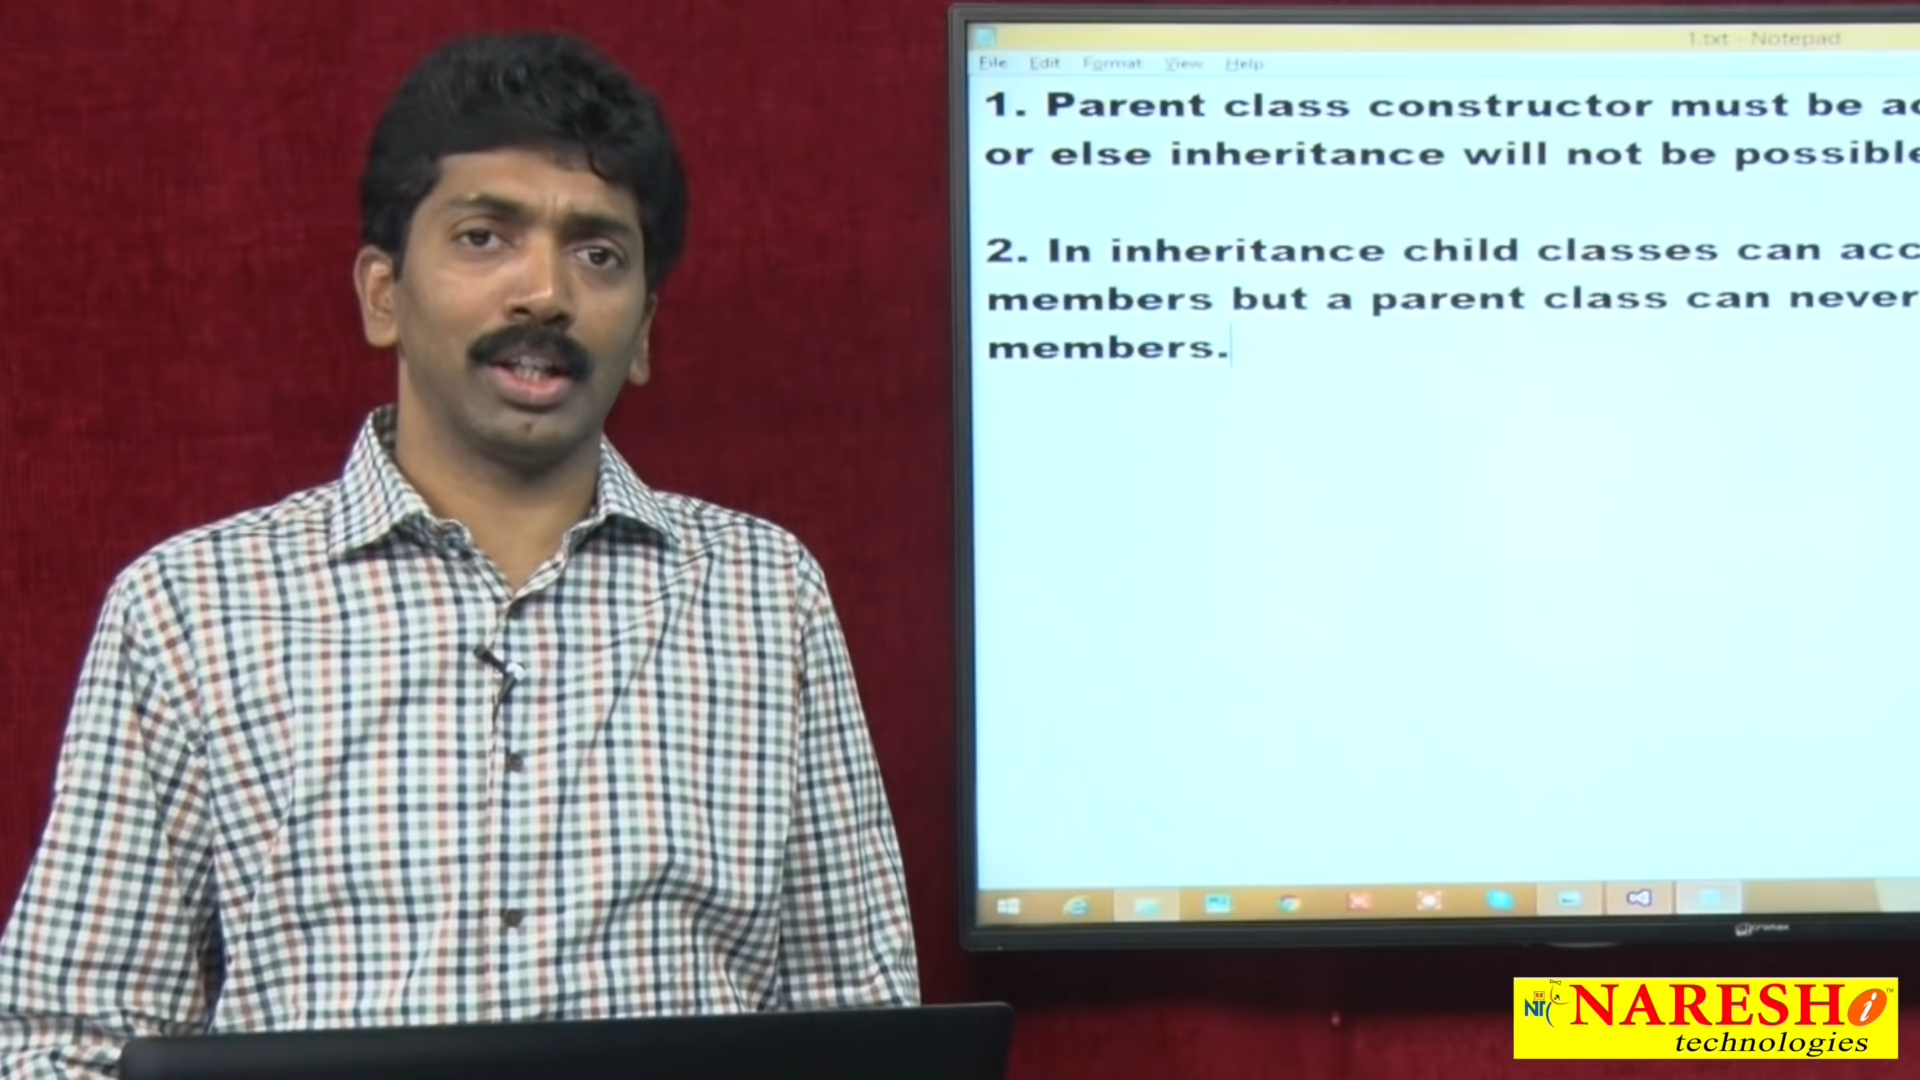 1.txt - Notepad
File Edit Format View Help
1. Parent class constructor must be ac
or else inheritance will not be possible
2. In inheritance child classes can acc
members but a parent class can never
members.
NARESHi
technologies